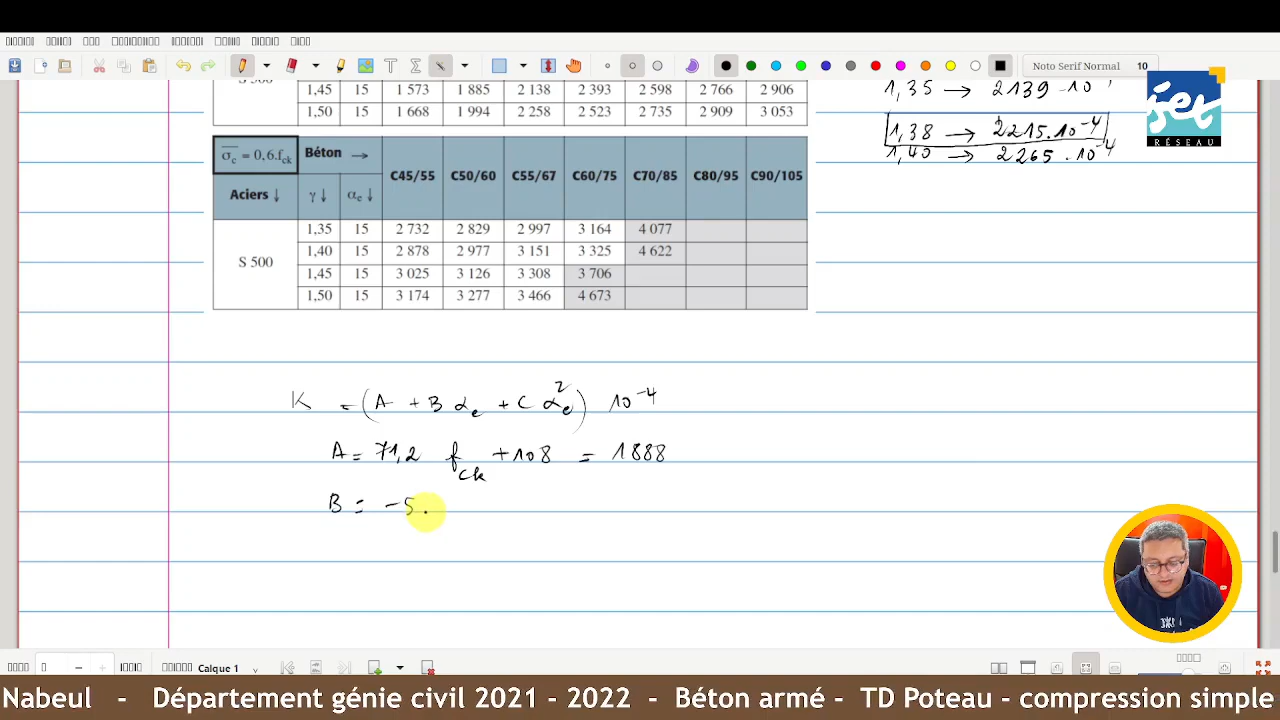 Noto Serif Normal 10
S 500 1,45 15 1 573 1 885 2 138 2 393 2 598 2 766 2 906
1,50 15 1 668 1 994 2 258 2 523 2 735 2 909 3 053
1,35 → 2139 .10
1,38 → 2215.10-4
1,40 → 2265 .10-4
iset
RÉSEAU
σc = 0,6.fck Béton →
C45/55 C50/60 C55/67 C60/75 C70/85 C80/95 C90/105
Aciers ↓ γ ↓ αe ↓
1,35 15 2 732 2 829 2 997 3 164 4 077
S 500 1,40 15 2 878 2 977 3 151 3 325 4 622
1,45 15 3 025 3 126 3 308 3 706
1,50 15 3 174 3 277 3 466 4 673
K = (A + B αe + C αe²) 10-4
A = 71,2 fck + 108 = 1888
B = -5.
Calque 1
Nabeul - Département génie civil 2021 - 2022 - Béton armé - TD Poteau - compression simple